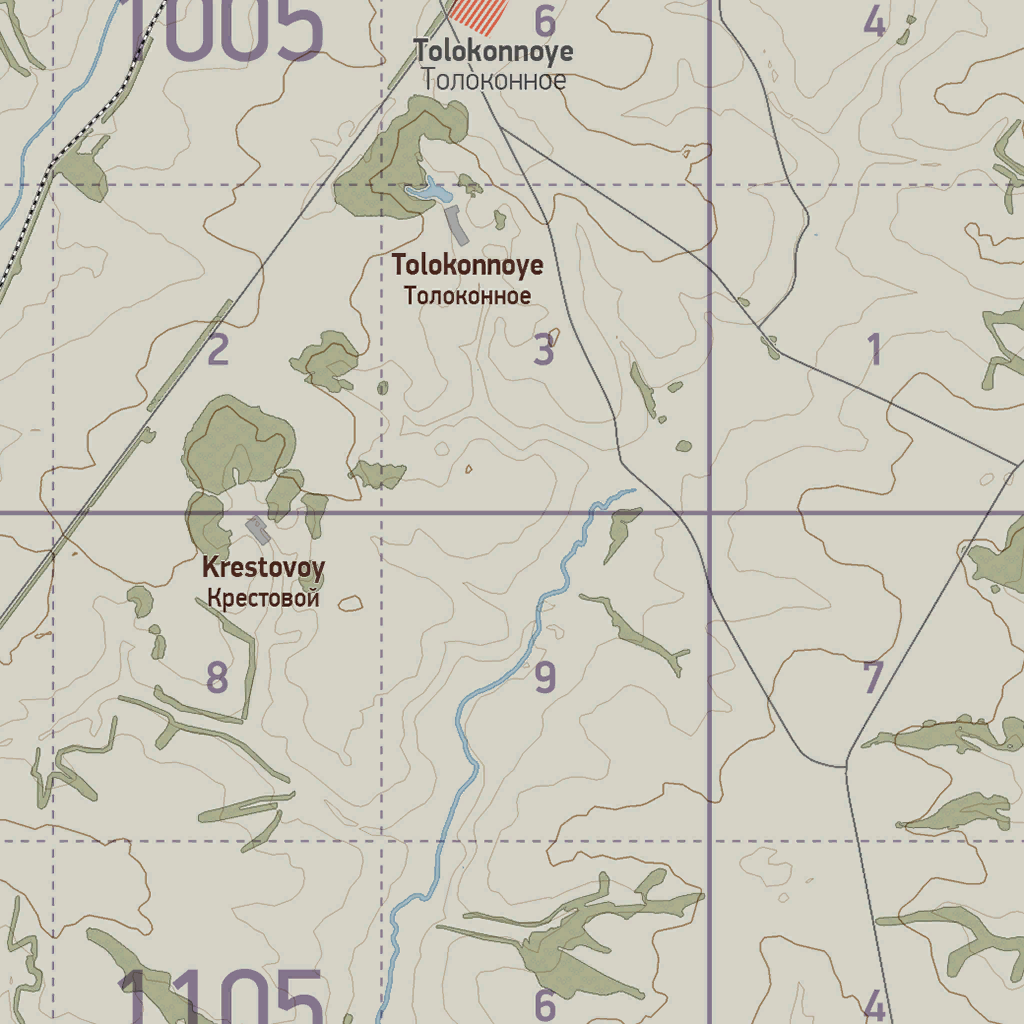 1005
6
4
Tolokonnoye
Толоконное
Tolokonnoye
Толоконное
2
3
1
Krestovoy
Крестовой
8
9
7
1105
6
4